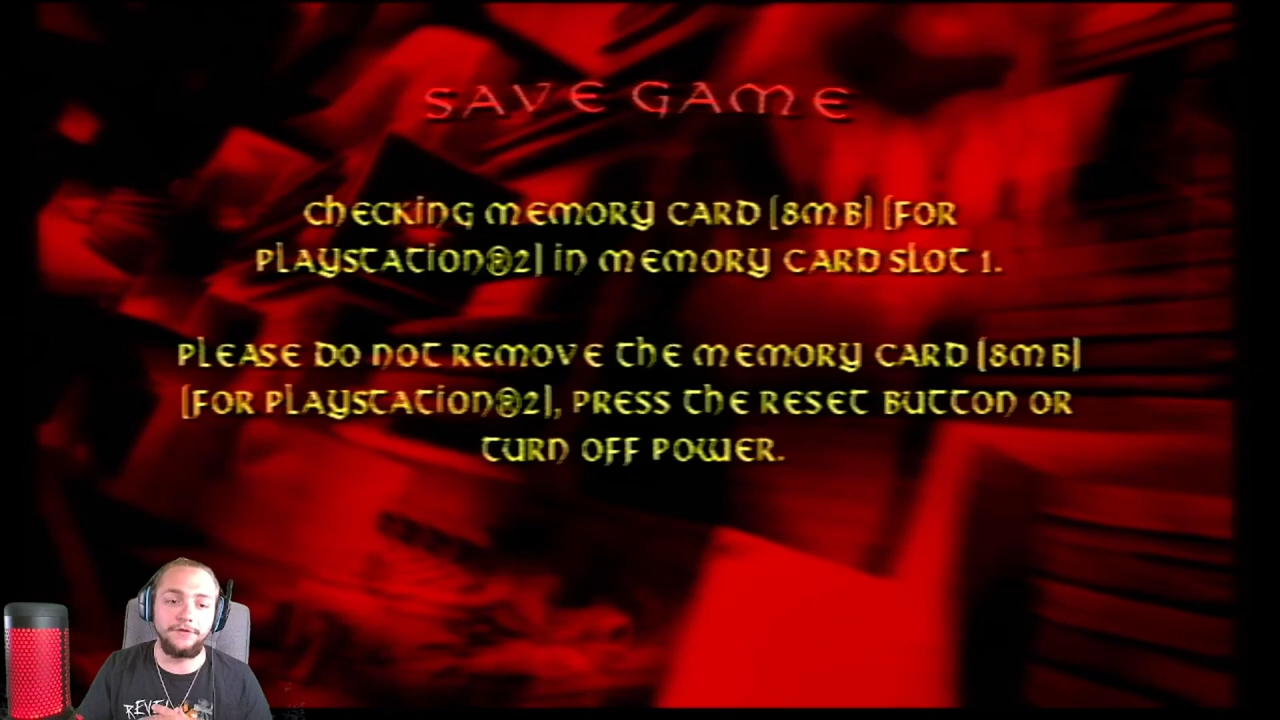 SAVE GAME
CHECKING MEMORY CARD (8MB) (FOR
PLAYSTATION®2) IN MEMORY CARD SLOT 1.
PLEASE DO NOT REMOVE THE MEMORY CARD (8MB)
(FOR PLAYSTATION®2), PRESS THE RESET BUTTON OR
TURN OFF POWER.